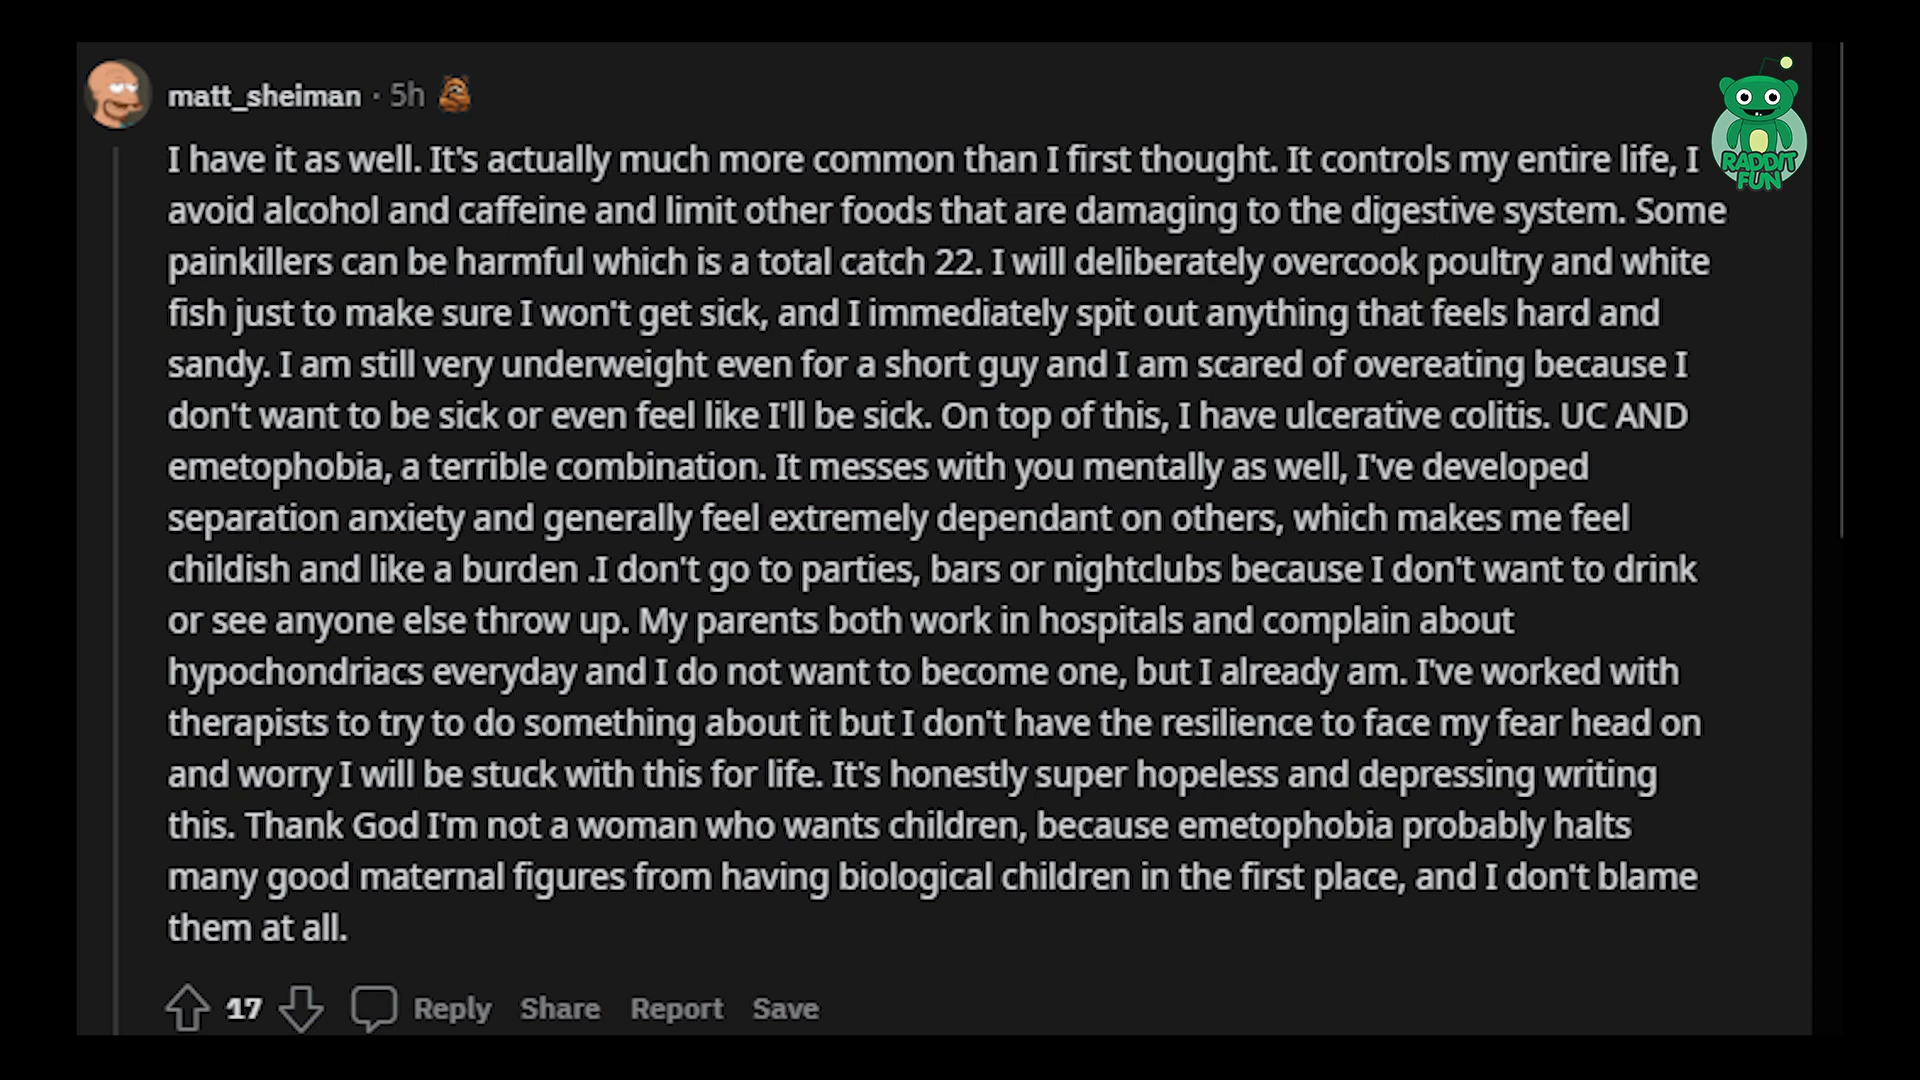 matt_sheiman · 5h
I have it as well. It's actually much more common than I first thought. It controls my entire life, I
avoid alcohol and caffeine and limit other foods that are damaging to the digestive system. Some
painkillers can be harmful which is a total catch 22. I will deliberately overcook poultry and white
fish just to make sure I won't get sick, and I immediately spit out anything that feels hard and
sandy. I am still very underweight even for a short guy and I am scared of overeating because I
don't want to be sick or even feel like I'll be sick. On top of this, I have ulcerative colitis. UC AND
emetophobia, a terrible combination. It messes with you mentally as well, I've developed
separation anxiety and generally feel extremely dependant on others, which makes me feel
childish and like a burden .I don't go to parties, bars or nightclubs because I don't want to drink
or see anyone else throw up. My parents both work in hospitals and complain about
hypochondriacs everyday and I do not want to become one, but I already am. I've worked with
therapists to try to do something about it but I don't have the resilience to face my fear head on
and worry I will be stuck with this for life. It's honestly super hopeless and depressing writing
this. Thank God I'm not a woman who wants children, because emetophobia probably halts
many good maternal figures from having biological children in the first place, and I don't blame
them at all.
17 Reply Share Report Save
RADDIT
FUN